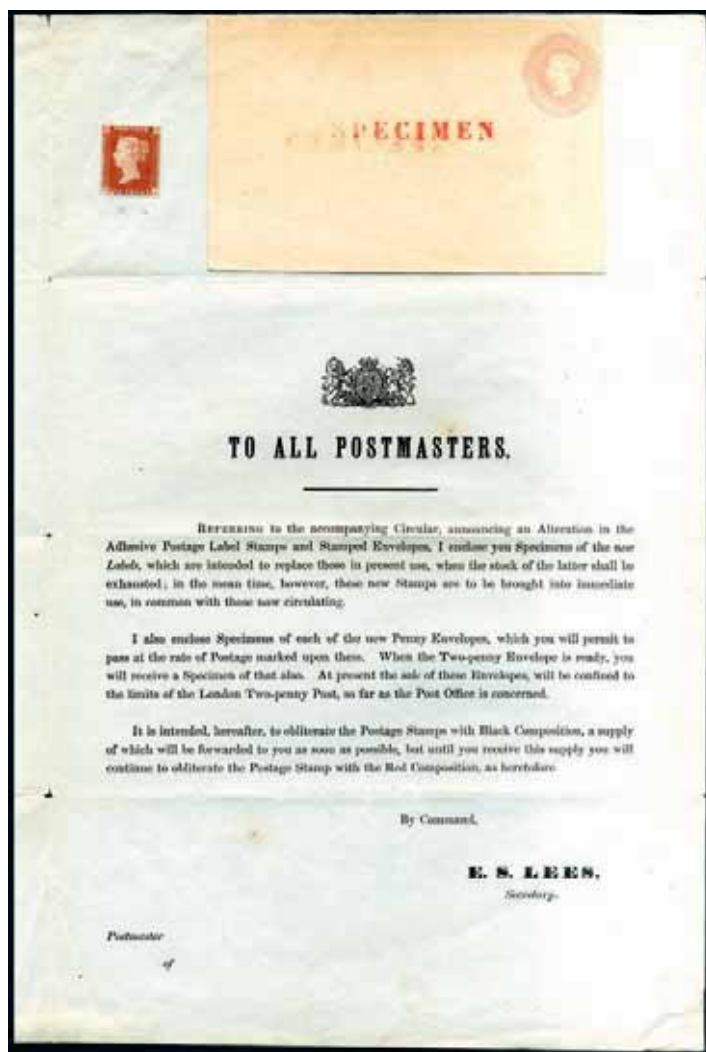 SPECIMEN
TO ALL POSTMASTERS.
REFERRING to the accompanying Circular, announcing an Alteration in the
Adhesive Postage Label Stamps and Stamped Envelopes, I enclose you Specimens of the new
Labels, which are intended to replace those in present use, when the stock of the latter shall be
exhausted; in the mean time, however, these new Stamps are to be brought into immediate
use, in common with those now circulating.
I also enclose Specimens of each of the new Penny Envelopes, which you will permit to
pass at the rate of Postage marked upon them. When the Two-penny Envelope is ready, you
will receive a Specimen of that also. At present the sale of these Envelopes, will be confined to
the limits of the London Two-penny Post, so far as the Post Office is concerned.
It is intended, hereafter, to obliterate the Postage Stamps with Black Composition, a supply
of which will be forwarded to you as soon as possible, but until you receive this supply you will
continue to obliterate the Postage Stamp with the Red Composition, as heretofore
By Command,
E. S. LEES,
Secretary.
Postmaster
of